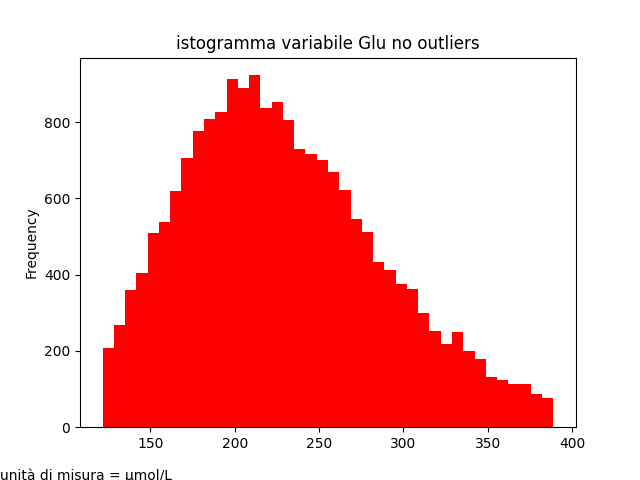 istogramma variabile Glu no outliers
Frequency
800
600
400
200
0
150 200 250 300 350 400
unità di misura = μmol/L